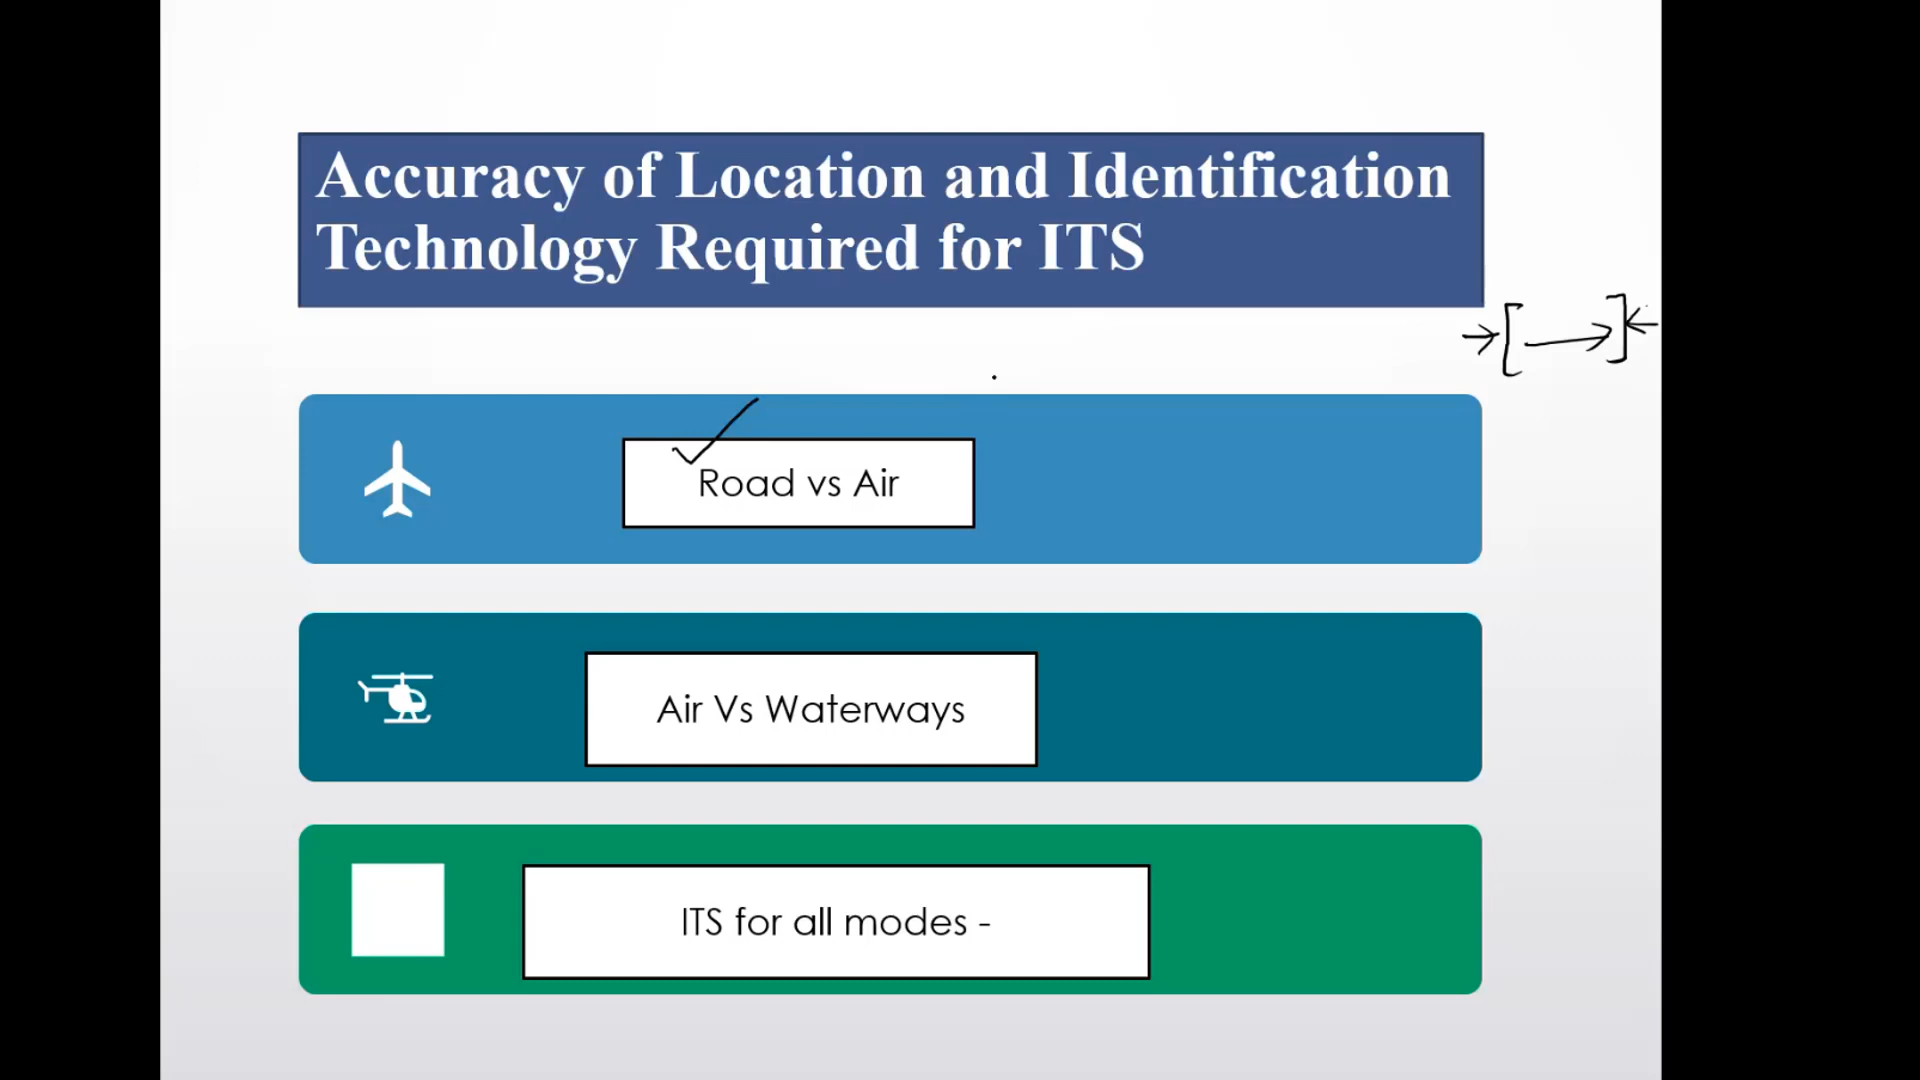 Accuracy of Location and Identification
Technology Required for ITS
Road vs Air
Air Vs Waterways
ITS for all modes -